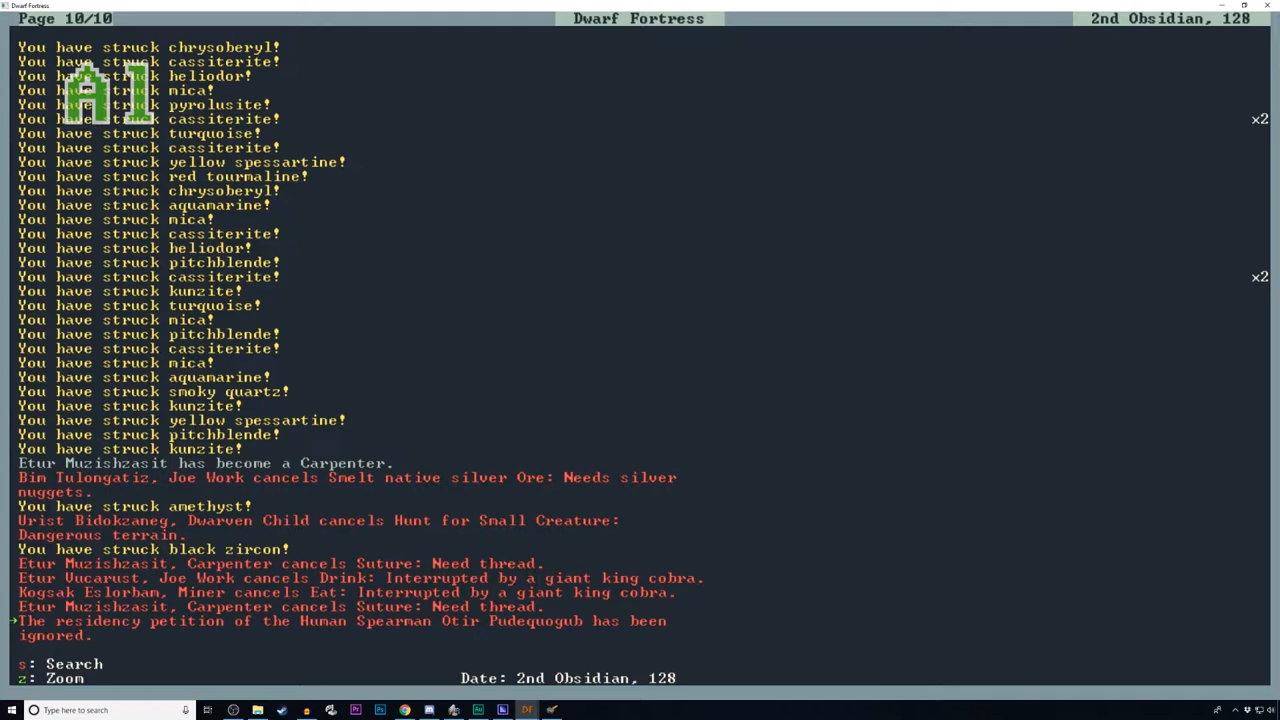 Dwarf Fortress
Page 10/10
Dwarf Fortress
2nd Obsidian, 128
You have struck chrysoberyl!
You have struck cassiterite!
You have struck heliodor!
You have struck mica!
You have struck pyrolusite!
You have struck cassiterite! x2
You have struck turquoise!
You have struck cassiterite!
You have struck yellow spessartine!
You have struck red tourmaline!
You have struck chrysoberyl!
You have struck aquamarine!
You have struck mica!
You have struck cassiterite!
You have struck heliodor!
You have struck pitchblende!
You have struck cassiterite! x2
You have struck kunzite!
You have struck turquoise!
You have struck mica!
You have struck pitchblende!
You have struck cassiterite!
You have struck mica!
You have struck aquamarine!
You have struck smoky quartz!
You have struck kunzite!
You have struck yellow spessartine!
You have struck pitchblende!
You have struck kunzite!
Etur Muzishzasit has become a Carpenter.
Bim Tulongatiz, Joe Work cancels Smelt native silver Ore: Needs silver
nuggets.
You have struck amethyst!
Urist Bidokzaneg, Dwarven Child cancels Hunt for Small Creature:
Dangerous terrain.
You have struck black zircon!
Etur Muzishzasit, Carpenter cancels Suture: Need thread.
Etur Vucarust, Joe Work cancels Drink: Interrupted by a giant king cobra.
Kogsak Eslorbam, Miner cancels Eat: Interrupted by a giant king cobra.
Etur Muzishzasit, Carpenter cancels Suture: Need thread.
The residency petition of the Human Spearman Otir Pudequogub has been
ignored.
s: Search
z: Zoom
Date: 2nd Obsidian, 128
A1
Type here to search